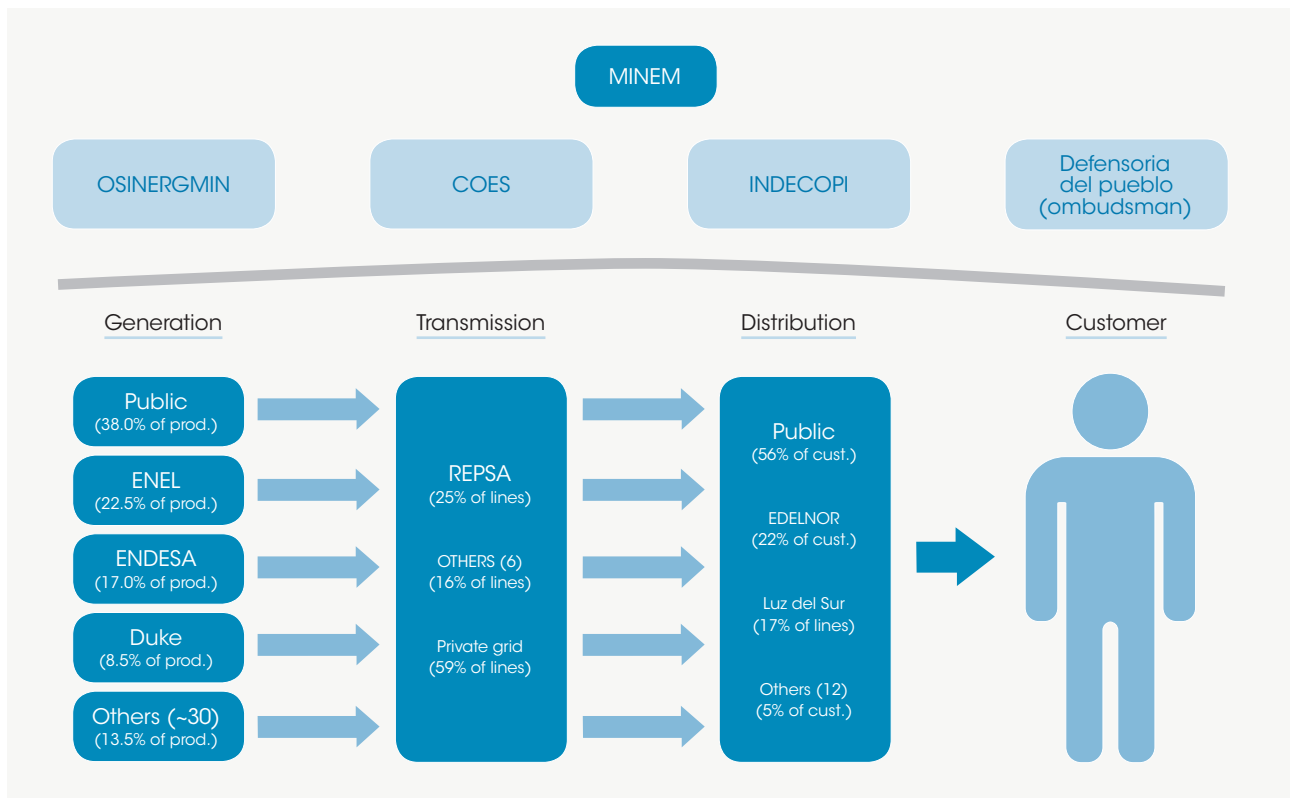 MINEM
OSINERGMIN
COES
INDECOPI
Defensoria
del pueblo
(ombudsman)
Generation
Transmission
Distribution
Customer
Public
(38.0% of prod.)
ENEL
(22.5% of prod.)
ENDESA
(17.0% of prod.)
Duke
(8.5% of prod.)
Others (~30)
(13.5% of prod.)
REPSA
(25% of lines)
OTHERS (6)
(16% of lines)
Private grid
(59% of lines)
Public
(56% of cust.)
EDELNOR
(22% of cust.)
Luz del Sur
(17% of lines)
Others (12)
(5% of cust.)